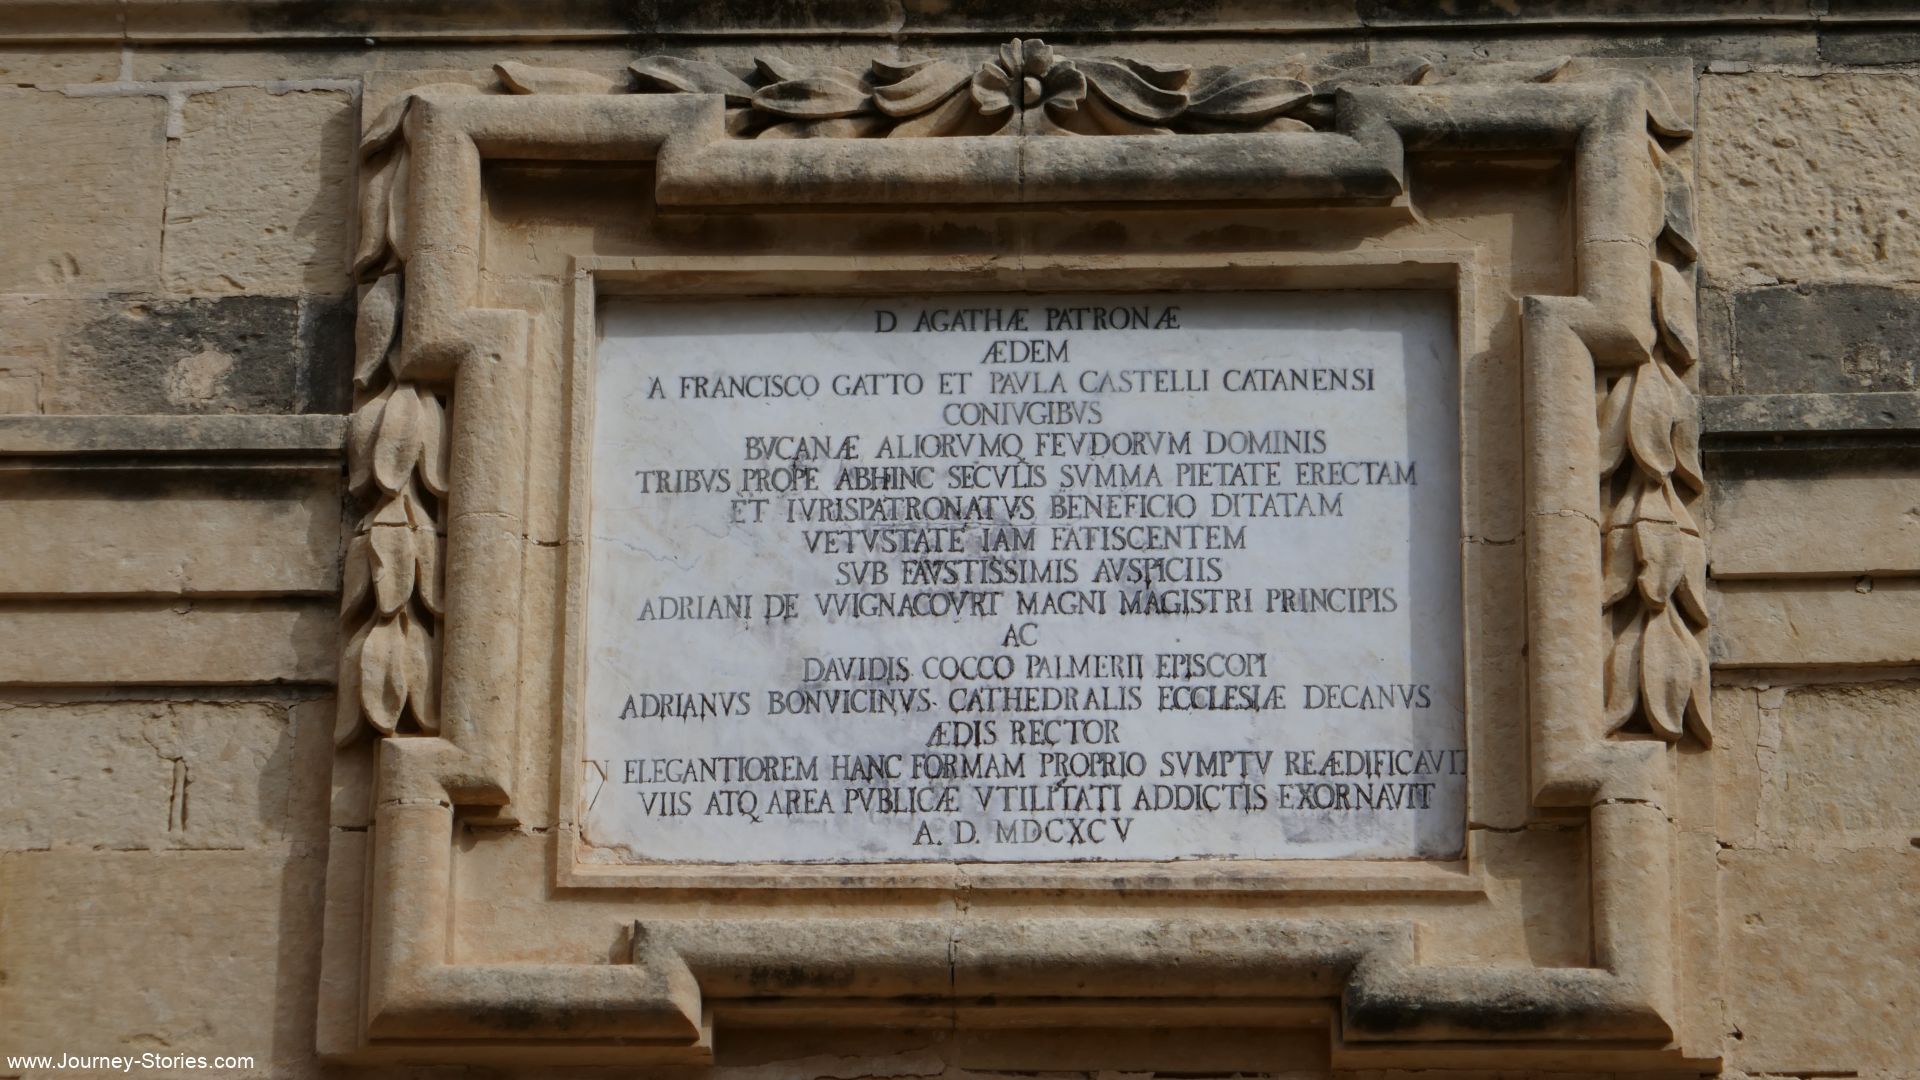 D AGATHÆ PATRONÆ
ÆDEM
A FRANCISCO GATTO ET PAVLA CASTELLI CATANENSI
CONIVGIBVS
BVCANÆ ALIORVMQ FEVDORVM DOMINIS
TRIBVS PROPE ABHINC SECVLIS SVMMA PIETATE ERECTAM
ET IVRISPATRONATVS BENEFICIO DITATAM
VETVSTATE IAM FATISCENTEM
SVB FAVSTISSIMIS AVSPICIIS
ADRIANI DE VVIGNACOVRT MAGNI MAGISTRI PRINCIPIS
AC
DAVIDIS COCCO PALMERII EPISCOPI
ADRIANVS BONVICINVS CATHEDRALIS ECCLESIÆ DECANVS
ÆDIS RECTOR
IN ELEGANTIOREM HANC FORMAM PROPRIO SVMPTV REÆDIFICAVIT
VIIS ATQ AREA PVBLICÆ VTILITATI ADDICTIS EXORNAVIT
A. D. MDCXCV
www.Journey-Stories.com